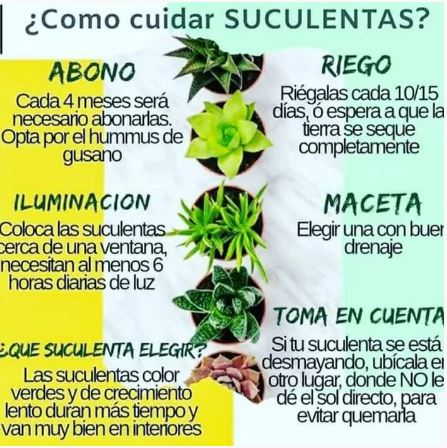 ¿Como cuidar SUCULENTAS?
ABONO
Cada 4 meses será
necesario abonarlas.
Opta por el hummus de
gusano
RIEGO
Riégalas cada 10/15
días, ó espera a que la
tierra se seque
completamente
ILUMINACION
Coloca las suculentas
cerca de una ventana,
necesitan al menos 6
horas diarias de luz
MACETA
Elegir una con buen
drenaje
¿QUE SUCULENTA ELEGIR?
Las suculentas color
verdes y de crecimiento
lento duran más tiempo y
van muy bien en interiores
TOMA EN CUENTA
Si tu suculenta se está
desmayando, ubícala en
otro lugar, donde NO le
dé el sol directo, para
evitar quemarla